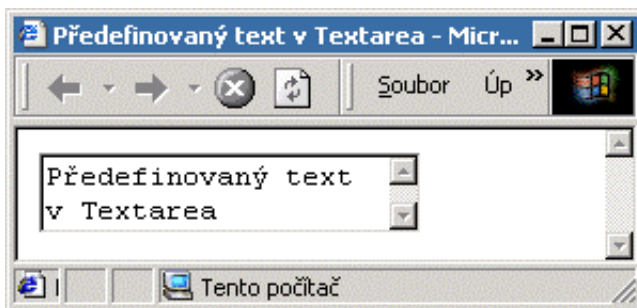 Předefinovaný text v Textarea - Micr...
Soubor Úp »
Předefinovaný text
v Textarea
Tento počítač